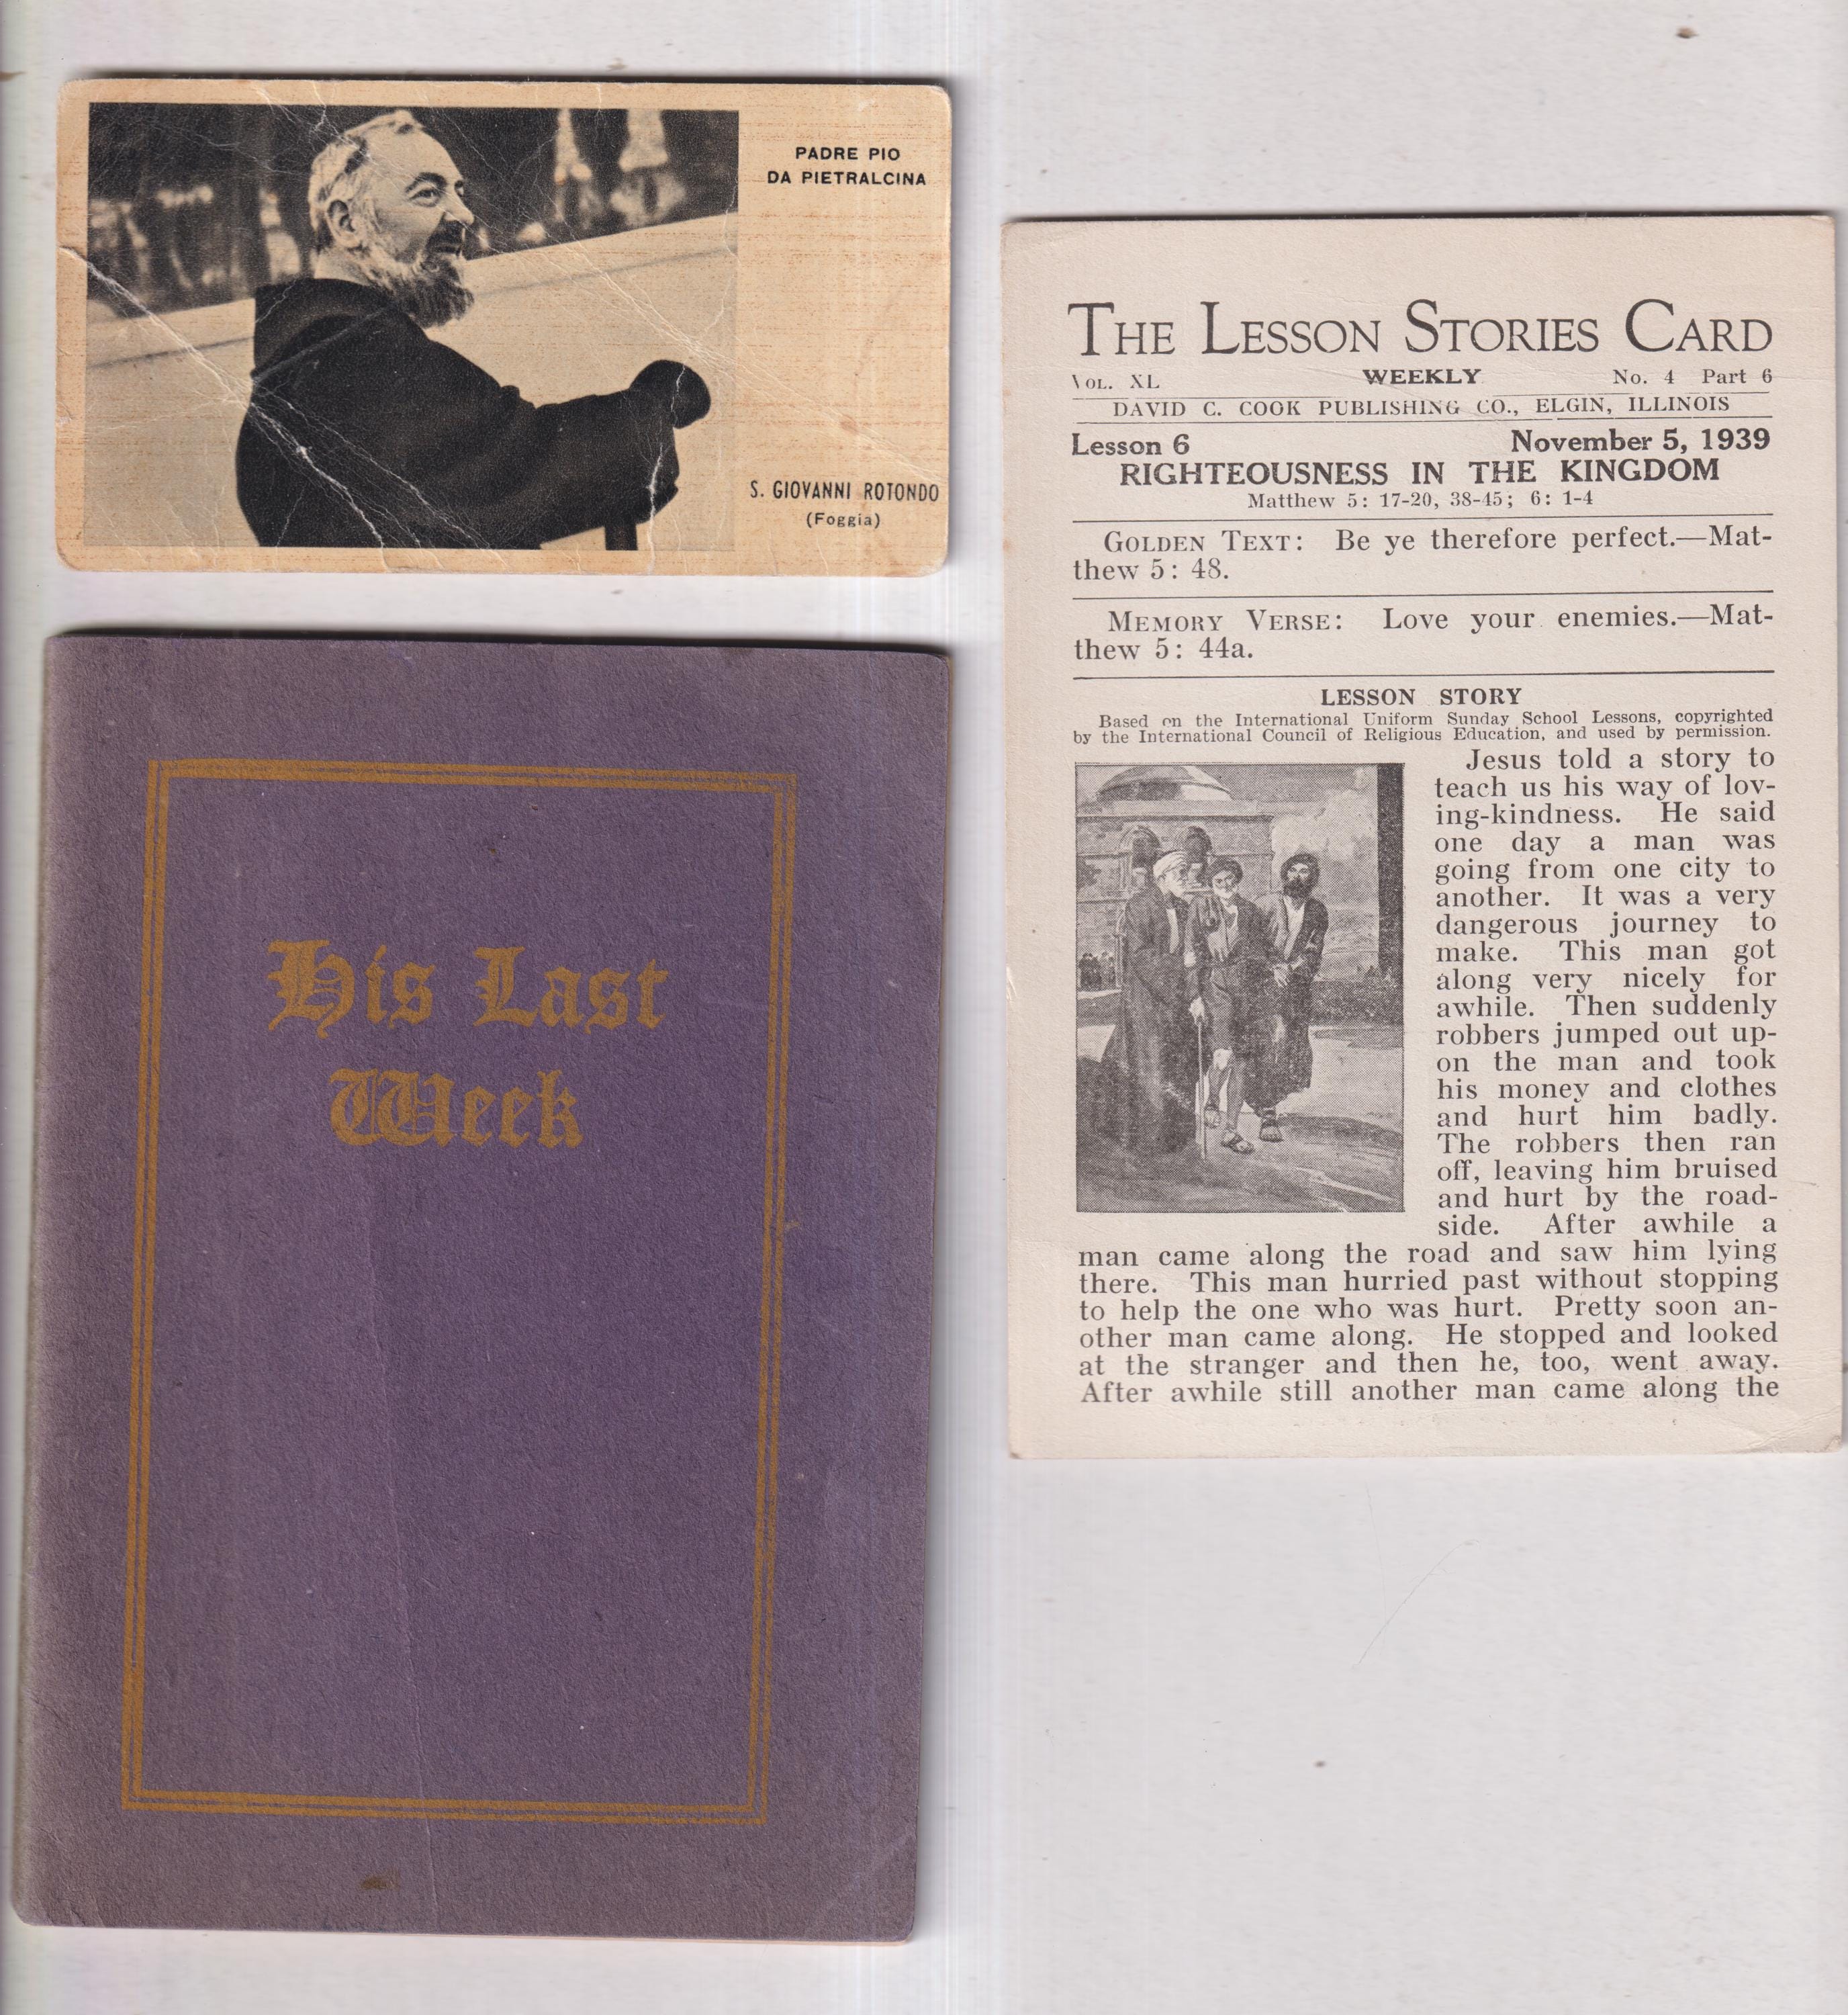 PADRE PIO
DA PIETRALCINA
S. GIOVANNI ROTONDO
(Foggia)
His Last
Week
THE LESSON STORIES CARD
VOL. XL WEEKLY No. 4 Part 6
DAVID C. COOK PUBLISHING CO., ELGIN, ILLINOIS
Lesson 6 November 5, 1939
RIGHTEOUSNESS IN THE KINGDOM
Matthew 5: 17-20, 38-45; 6: 1-4
GOLDEN TEXT: Be ye therefore perfect.—Mat-
thew 5: 48.
MEMORY VERSE: Love your enemies.—Mat-
thew 5: 44a.
LESSON STORY
Based on the International Uniform Sunday School Lessons, copyrighted
by the International Council of Religious Education, and used by permission.
Jesus told a story to
teach us his way of lov-
ing-kindness. He said
one day a man was
going from one city to
another. It was a very
dangerous journey to
make. This man got
along very nicely for
awhile. Then suddenly
robbers jumped out up-
on the man and took
his money and clothes
and hurt him badly.
The robbers then ran
off, leaving him bruised
and hurt by the road-
side. After awhile a
man came along the road and saw him lying
there. This man hurried past without stopping
to help the one who was hurt. Pretty soon an-
other man came along. He stopped and looked
at the stranger and then he, too, went away.
After awhile still another man came along the